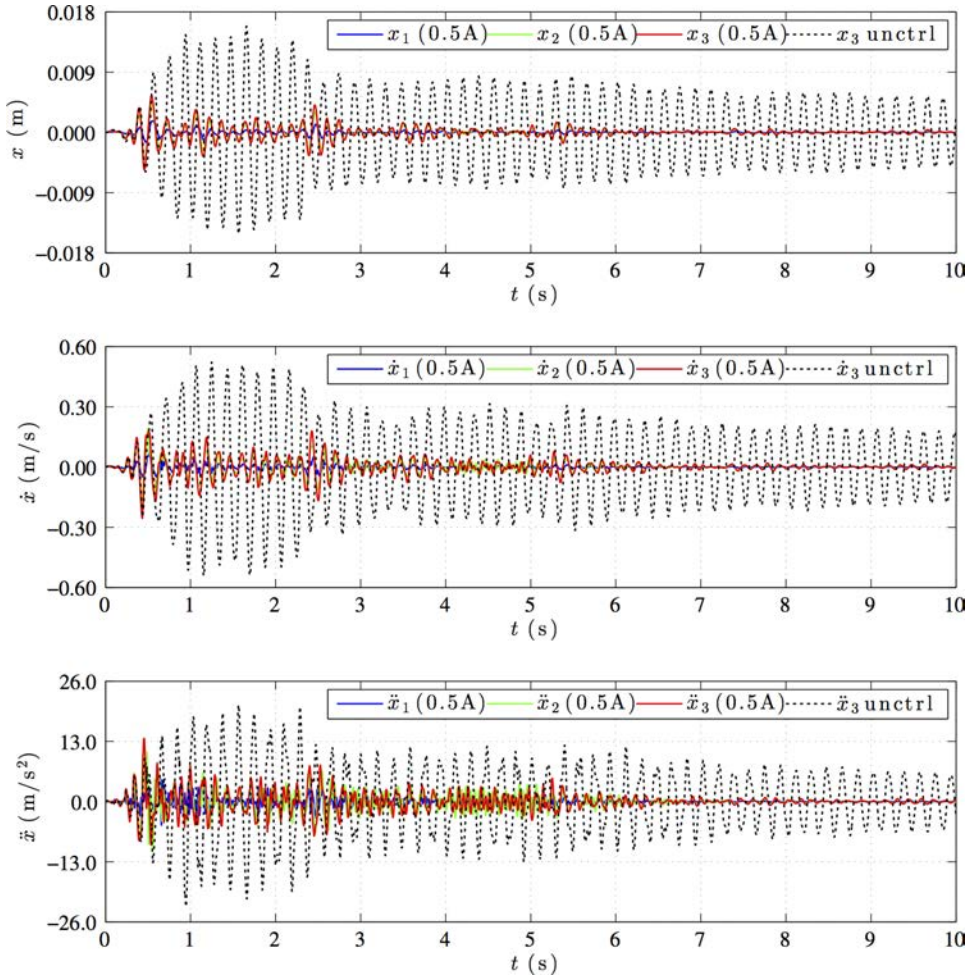 0.018
x₁ (0.5A) x₂ (0.5A) x₃ (0.5A) x₃ unctrl
0.009
0.000
−0.009
−0.018
x (m)
0 1 2 3 4 5 6 7 8 9 10
t (s)
0.60
ẋ₁ (0.5A) ẋ₂ (0.5A) ẋ₃ (0.5A) ẋ₃ unctrl
0.30
0.00
−0.30
−0.60
ẋ (m/s)
0 1 2 3 4 5 6 7 8 9 10
t (s)
26.0
ẍ₁ (0.5A) ẍ₂ (0.5A) ẍ₃ (0.5A) ẍ₃ unctrl
13.0
0.0
−13.0
−26.0
ẍ (m/s²)
0 1 2 3 4 5 6 7 8 9 10
t (s)